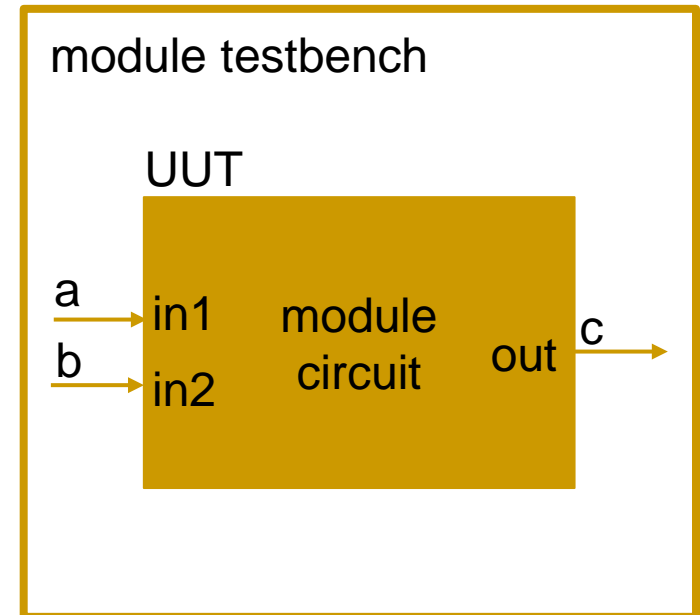 module testbench
UUT
a
in1
b
in2
module
circuit
out
c